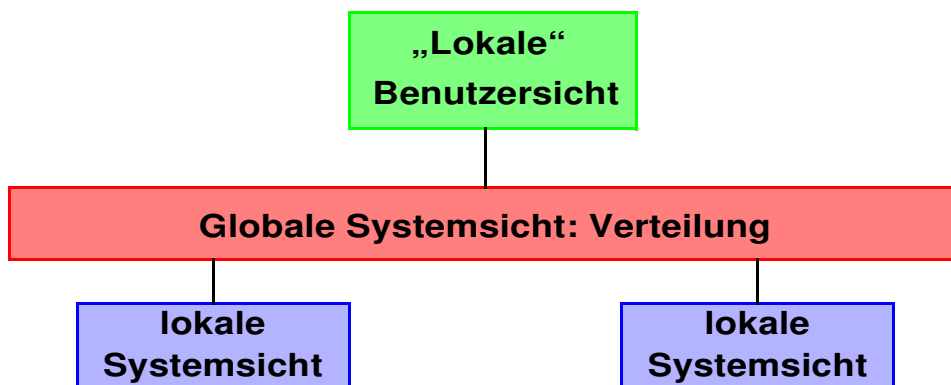 „Lokale“
Benutzersicht
Globale Systemsicht: Verteilung
lokale
Systemsicht
lokale
Systemsicht